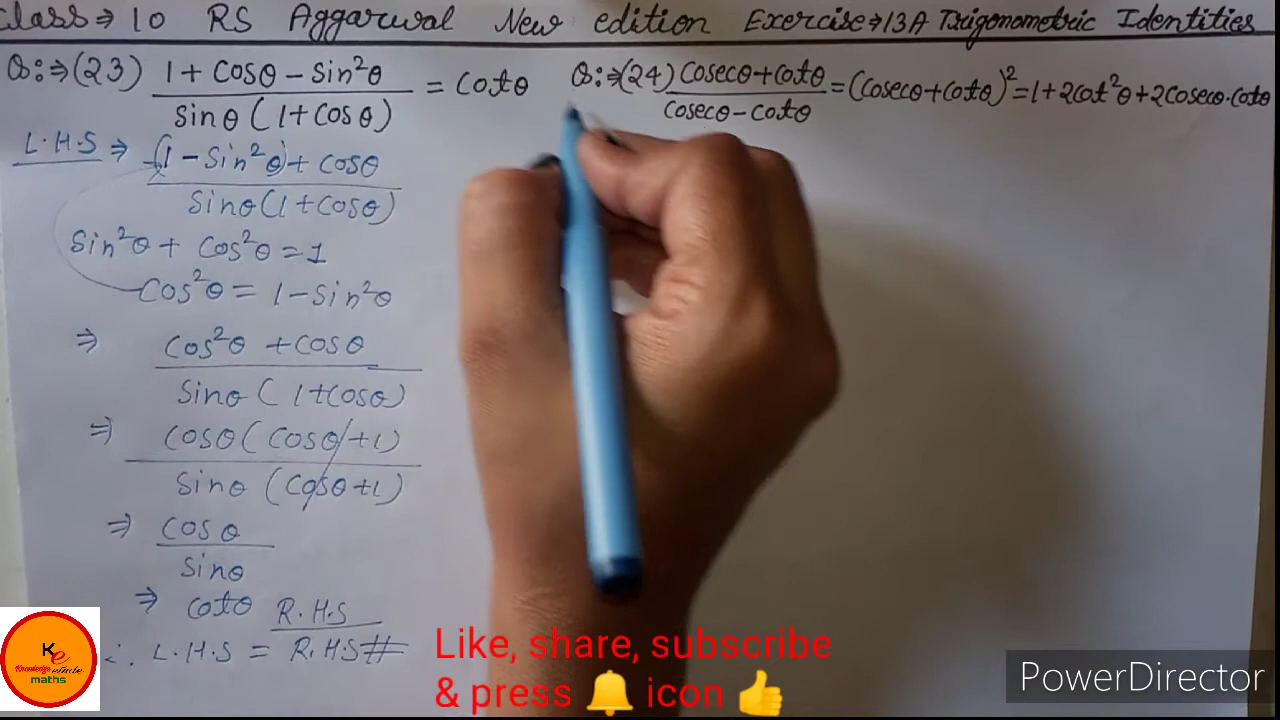 Class⇒10 RS Aggarwal New edition Exercise⇒13A Trigonometric Identities
Q:⇒(23) 1 + cosθ − sin²θ / sinθ (1 + cosθ) = cotθ
L.H.S ⇒ (1 − sin²θ) + cosθ / sinθ (1 + cosθ)
sin²θ + cos²θ = 1
cos²θ = 1 − sin²θ
⇒ cos²θ + cosθ / sinθ (1 + cosθ)
⇒ cosθ (cosθ + 1) / sinθ (cosθ + 1)
⇒ cosθ / sinθ
⇒ cotθ R.H.S
∴ L.H.S = R.H.S #
Q:⇒(24) cosecθ + cotθ / cosecθ − cotθ = (cosecθ + cotθ)² = 1 + 2cot²θ + 2cosecθ.cotθ
Ke
Knowledge
exude
maths
Like, share, subscribe
& press 🔔 icon 👍
PowerDirector